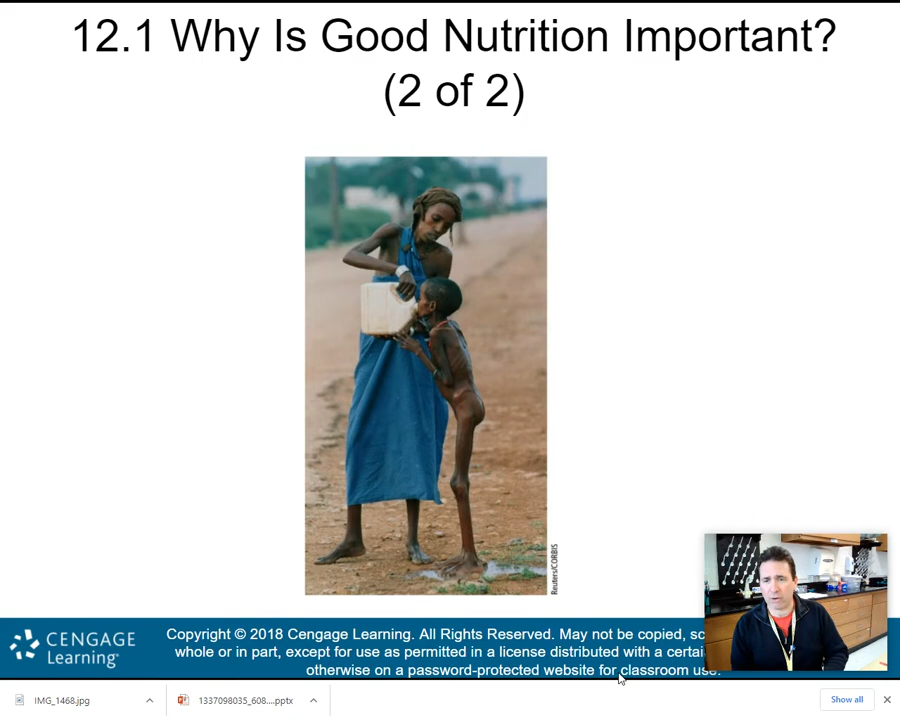 12.1 Why Is Good Nutrition Important?
(2 of 2)
Reuters/CORBIS
CENGAGE
Learning™
Copyright © 2018 Cengage Learning. All Rights Reserved. May not be copied, sc
whole or in part, except for use as permitted in a license distributed with a certai
otherwise on a password-protected website for classroom use.
IMG_1468.jpg
1337098035_608....pptx
Show all